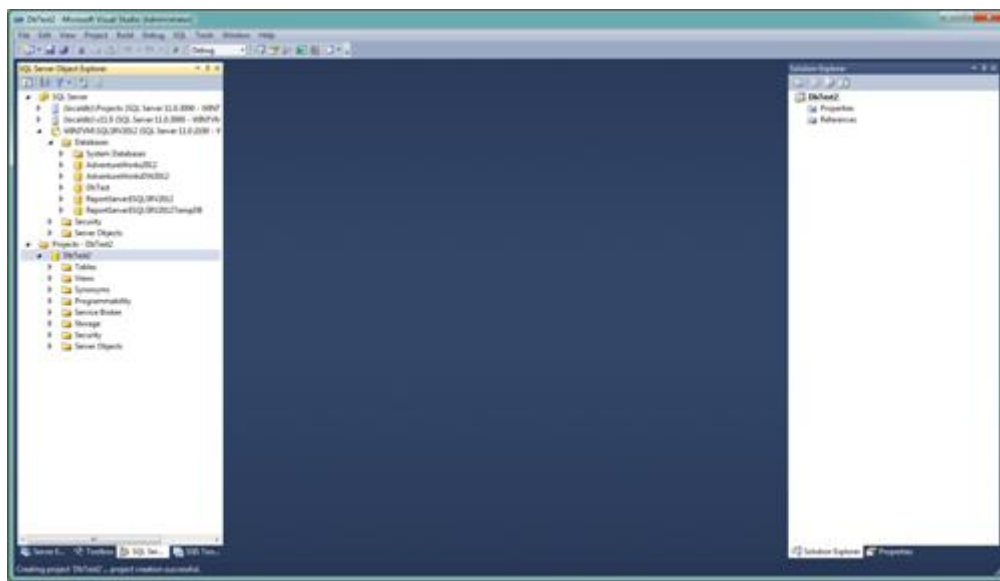 DbTest2 - Microsoft Visual Studio (Administrator)
File Edit View Project Build Debug SQL Tools Window Help
Debug
SQL Server Object Explorer
SQL Server
(localdb)\Projects (SQL Server 11.0.3000 - WIN7
(localdb)\v11.0 (SQL Server 11.0.3000 - WIN7VM
WIN7VM\SQLSRV2012 (SQL Server 11.0.2100 - W
Databases
System Databases
AdventureWorks2012
AdventureWorksDW2012
DbTest
ReportServer$SQLSRV2012
ReportServer$SQLSRV2012TempDB
Security
Server Objects
Projects - DbTest2
DbTest2
Tables
Views
Synonyms
Programmability
Service Broker
Storage
Security
Server Objects
Server E... Toolbox SQL Se...
Creating project 'DbTest2'... project creation successful.
Solution Explorer
DbTest2
Properties
References
Solution Explorer Properties